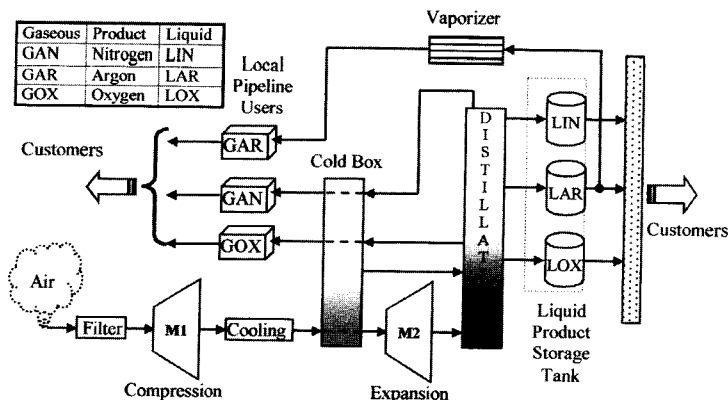 Vaporizer
Gaseous Product Liquid
GAN Nitrogen LIN
GAR Argon LAR
GOX Oxygen LOX
Local
Pipeline
Users
DISTILLAT
LIN
GAR
Cold Box
Customers
GAN
LAR
Customers
GOX
LOX
Air
Filter
M1
Cooling
M2
Liquid
Product
Storage
Tank
Compression
Expansion